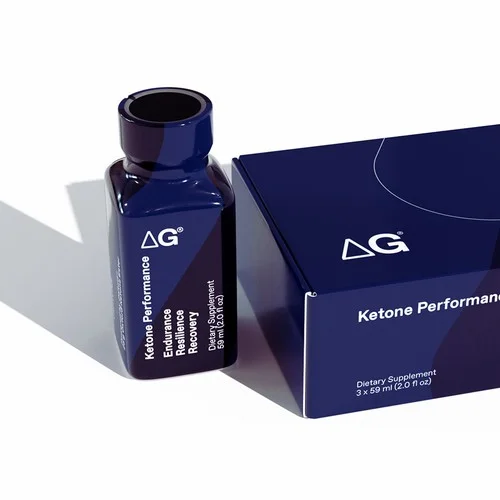 ΔG®
Ketone Performance
Endurance
Resilience
Recovery
Dietary Supplement
59 ml (2.0 fl oz)
ΔG®
Ketone Performanc
Dietary Supplement
3 x 59 ml (2.0 fl oz)